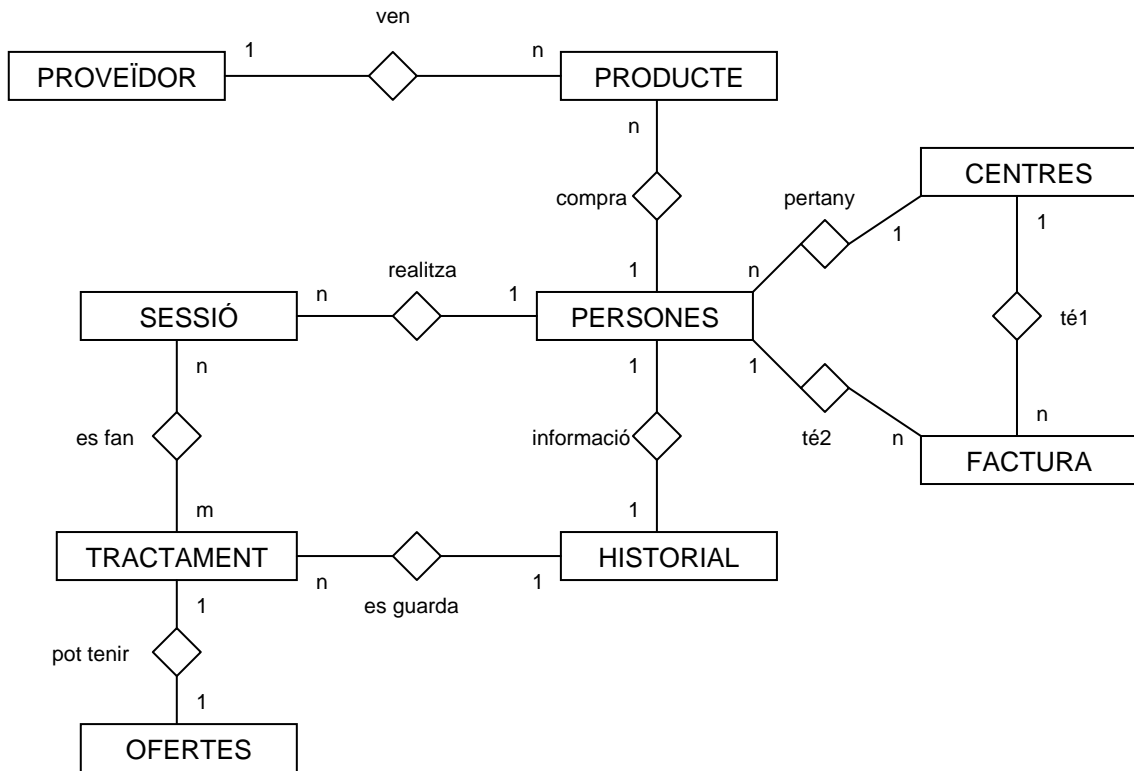 ven
1
n
PROVEÏDOR
PRODUCTE
n
CENTRES
compra
pertany
1
1
realitza
1
n
n
1
SESSIÓ
PERSONES
té1
n
1
1
es fan
informació
té2
n
n
FACTURA
m
1
TRACTAMENT
HISTORIAL
n
1
1
es guarda
pot tenir
1
OFERTES